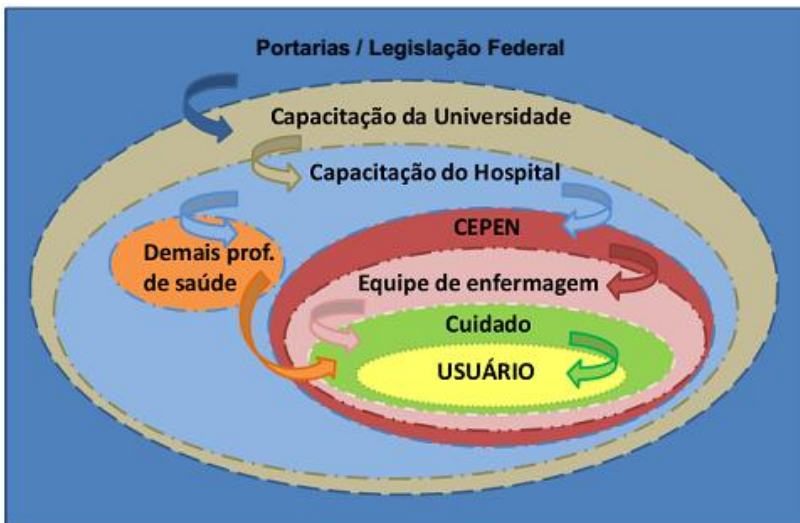 Portarias / Legislação Federal
Capacitação da Universidade
Capacitação do Hospital
CEPEN
Demais prof.
de saúde
Equipe de enfermagem
Cuidado
USUÁRIO